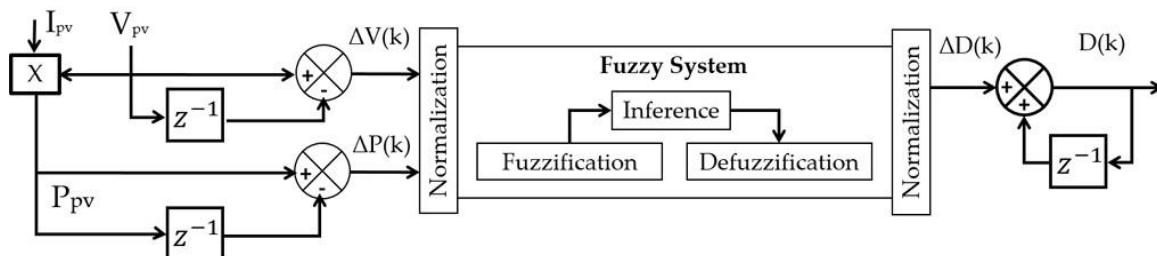 Ipv
Vpv
X
z⁻¹
+
-
ΔV(k)
Ppv
z⁻¹
+
-
ΔP(k)
Normalization
Fuzzy System
Inference
Fuzzification
Defuzzification
Normalization
ΔD(k)
+
+
D(k)
z⁻¹